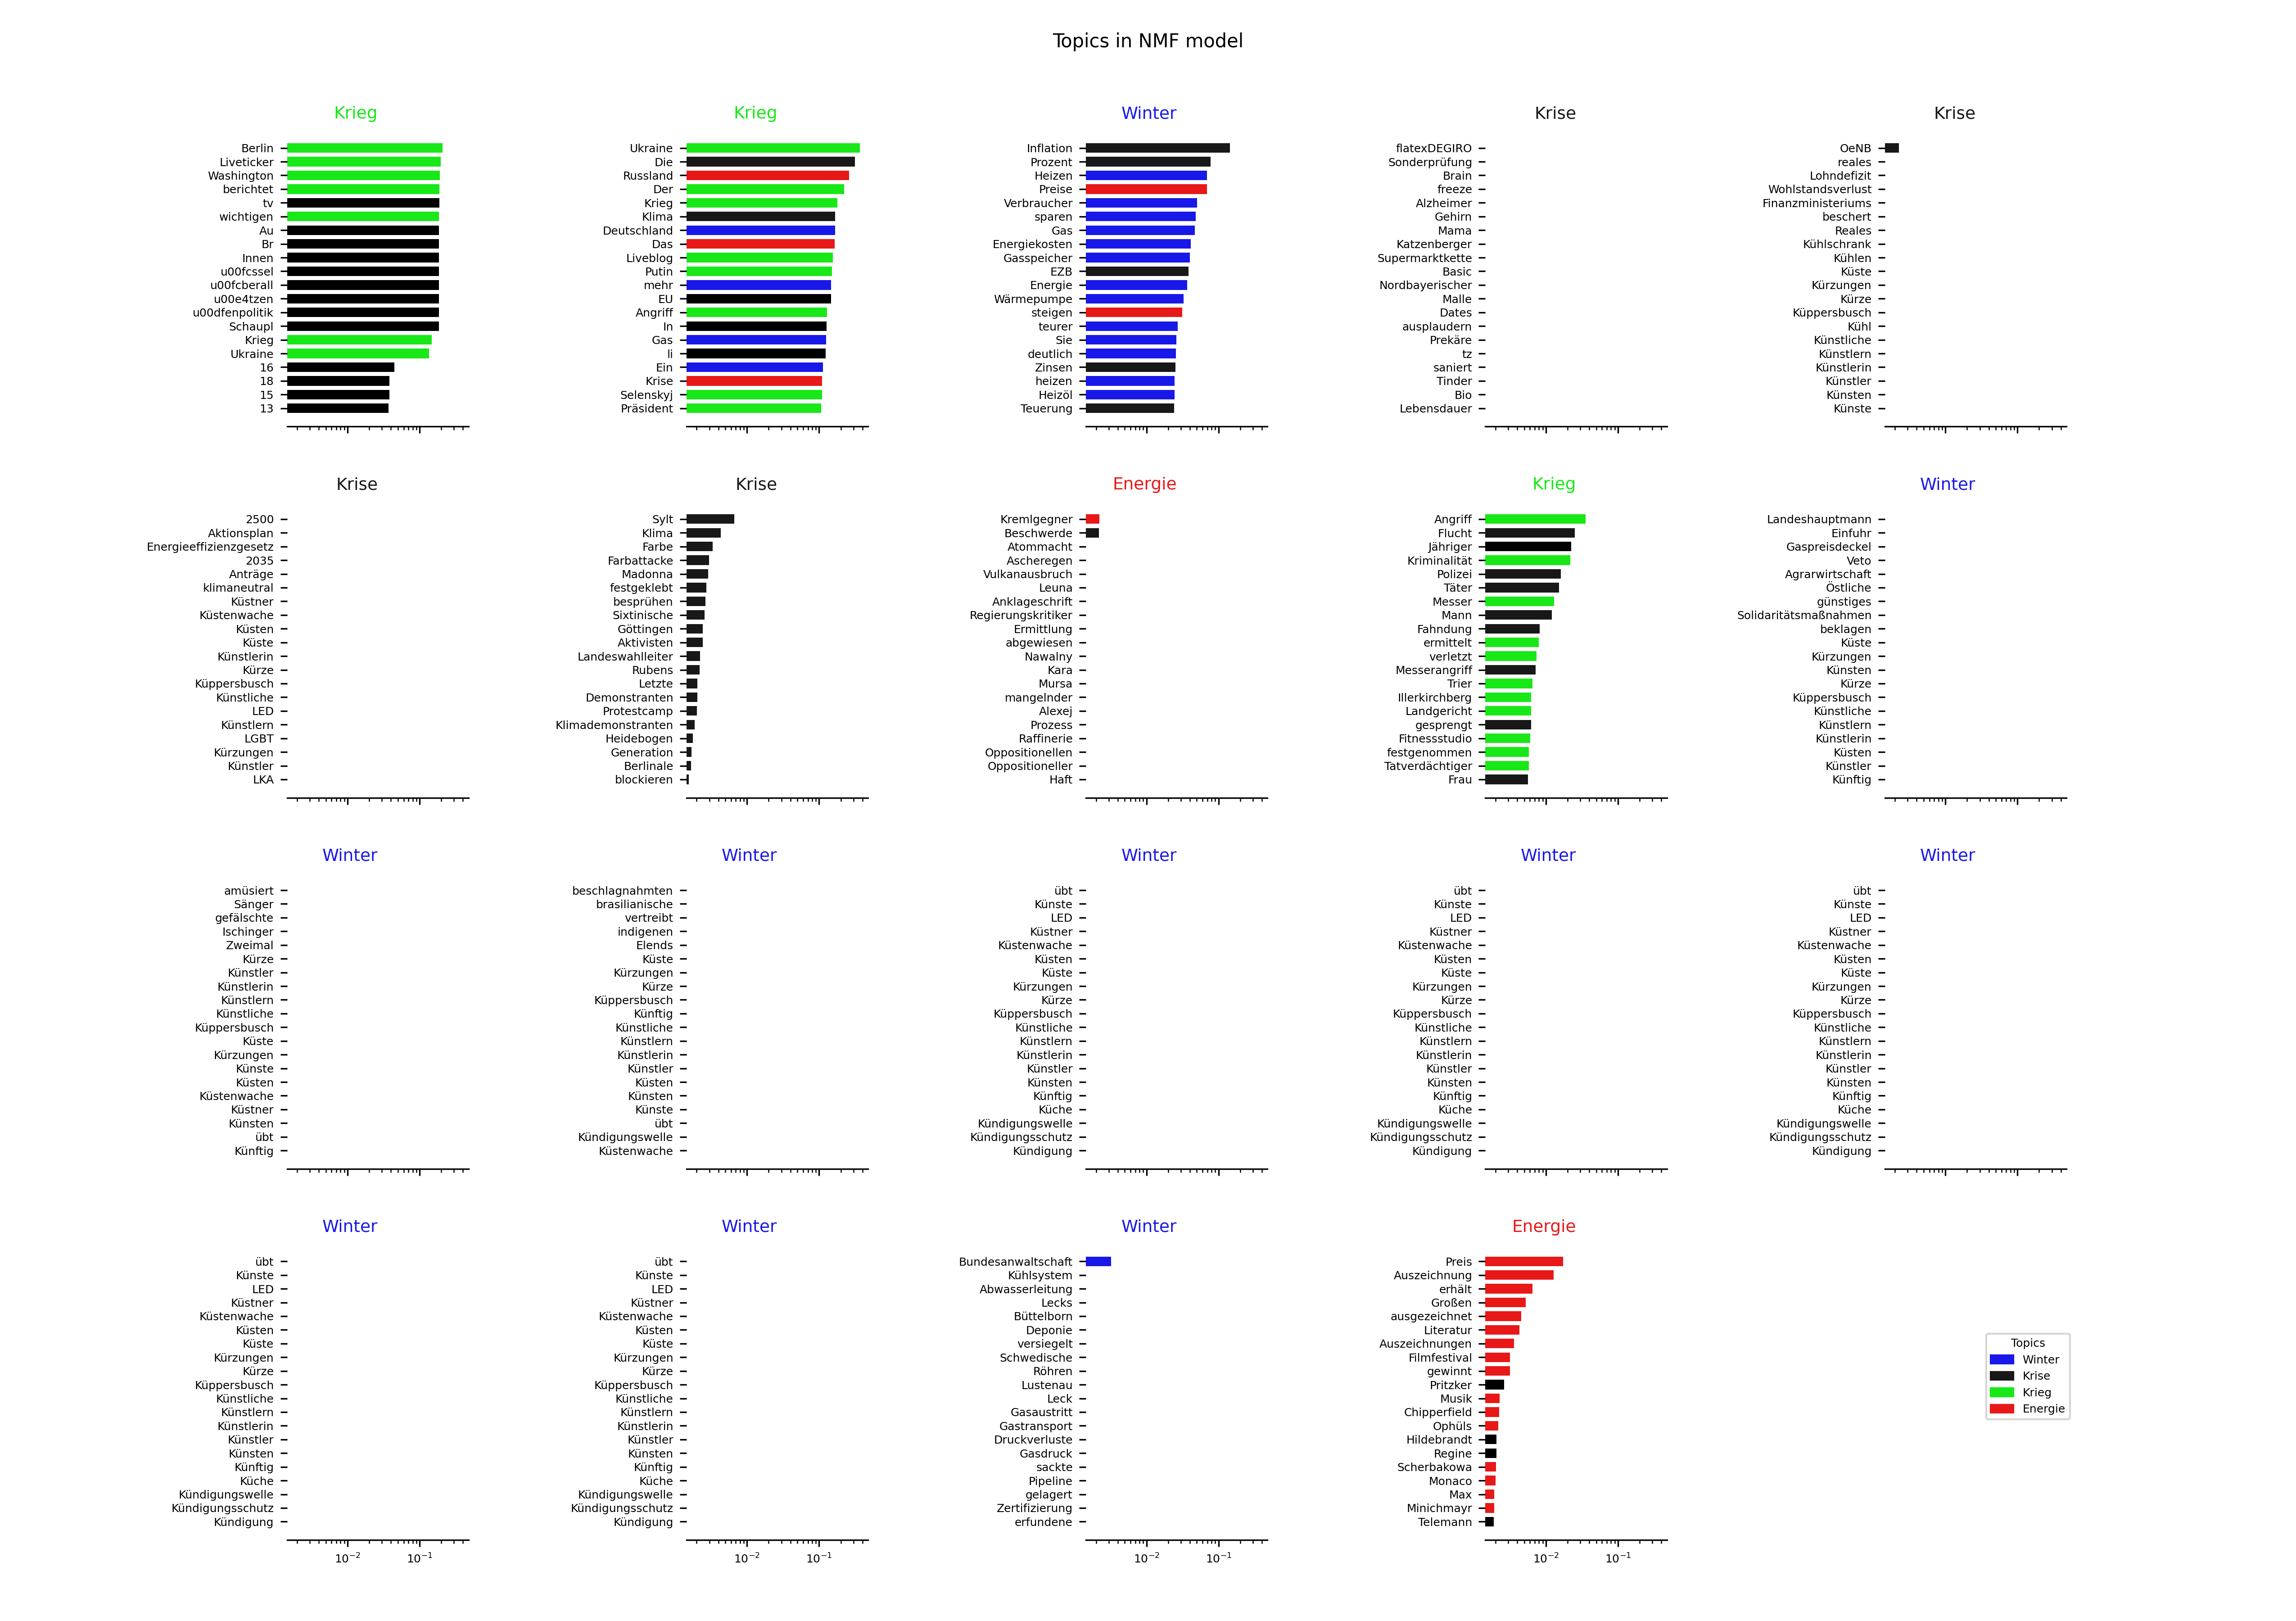 Topics in NMF model
Krieg
Berlin
Liveticker
Washington
berichtet
tv
wichtigen
Au
Br
Innen
u00fcssel
u00fcberall
u00e4tzen
u00dfenpolitik
Schaupl
Krieg
Ukraine
16
18
15
13
Krieg
Ukraine
Die
Russland
Der
Krieg
Klima
Deutschland
Das
Liveblog
Putin
mehr
EU
Angriff
In
Gas
li
Ein
Krise
Selenskyj
Präsident
Winter
Inflation
Prozent
Heizen
Preise
Verbraucher
sparen
Gas
Energiekosten
Gasspeicher
EZB
Energie
Wärmepumpe
steigen
teurer
Sie
deutlich
Zinsen
heizen
Heizöl
Teuerung
Krise
flatexDEGIRO
Sonderprüfung
Brain
freeze
Alzheimer
Gehirn
Mama
Katzenberger
Supermarktkette
Basic
Nordbayerischer
Malle
Dates
ausplaudern
Prekäre
tz
saniert
Tinder
Bio
Lebensdauer
Krise
OeNB
reales
Lohndefizit
Wohlstandsverlust
Finanzministeriums
beschert
Reales
Kühlschrank
Kühlen
Küste
Kürzungen
Kürze
Küppersbusch
Kühl
Künstliche
Künstlern
Künstlerin
Künstler
Künsten
Künste
Krise
2500
Aktionsplan
Energieeffizienzgesetz
2035
Anträge
klimaneutral
Küstner
Küstenwache
Küsten
Küste
Künstlerin
Kürze
Küppersbusch
Künstliche
LED
Künstlern
LGBT
Kürzungen
Künstler
LKA
Krise
Sylt
Klima
Farbe
Farbattacke
Madonna
festgeklebt
besprühen
Sixtinische
Göttingen
Aktivisten
Landeswahlleiter
Rubens
Letzte
Demonstranten
Protestcamp
Klimademonstranten
Heidebogen
Generation
Berlinale
blockieren
Energie
Kremlgegner
Beschwerde
Atommacht
Ascheregen
Vulkanausbruch
Leuna
Anklageschrift
Regierungskritiker
Ermittlung
abgewiesen
Nawalny
Kara
Mursa
mangelnder
Alexej
Prozess
Raffinerie
Oppositionellen
Oppositioneller
Haft
Krieg
Angriff
Flucht
Jähriger
Kriminalität
Polizei
Täter
Messer
Mann
Fahndung
ermittelt
verletzt
Messerangriff
Trier
Illerkirchberg
Landgericht
gesprengt
Fitnessstudio
festgenommen
Tatverdächtiger
Frau
Winter
Landeshauptmann
Einfuhr
Gaspreisdeckel
Veto
Agrarwirtschaft
Östliche
günstiges
Solidaritätsmaßnahmen
beklagen
Küste
Kürzungen
Künsten
Kürze
Küppersbusch
Künstliche
Künstlern
Künstlerin
Küsten
Künstler
Künftig
Winter
amüsiert
Sänger
gefälschte
Ischinger
Zweimal
Kürze
Künstler
Künstlerin
Künstlern
Künstliche
Küppersbusch
Küste
Kürzungen
Künste
Küsten
Küstenwache
Küstner
Künsten
übt
Künftig
Winter
beschlagnahmten
brasilianische
vertreibt
indigenen
Elends
Küste
Kürzungen
Kürze
Küppersbusch
Künftig
Künstliche
Künstlern
Künstlerin
Künstler
Küsten
Künsten
Künste
übt
Kündigungswelle
Küstenwache
Winter
übt
Künste
LED
Küstner
Küstenwache
Küsten
Küste
Kürzungen
Kürze
Küppersbusch
Künstliche
Künstlern
Künstlerin
Künstler
Künsten
Künftig
Küche
Kündigungswelle
Kündigungsschutz
Kündigung
Winter
übt
Künste
LED
Küstner
Küstenwache
Küsten
Küste
Kürzungen
Kürze
Küppersbusch
Künstliche
Künstlern
Künstlerin
Künstler
Künsten
Künftig
Küche
Kündigungswelle
Kündigungsschutz
Kündigung
Winter
übt
Künste
LED
Küstner
Küstenwache
Küsten
Küste
Kürzungen
Kürze
Küppersbusch
Künstliche
Künstlern
Künstlerin
Künstler
Künsten
Künftig
Küche
Kündigungswelle
Kündigungsschutz
Kündigung
Winter
übt
Künste
LED
Küstner
Küstenwache
Küsten
Küste
Kürzungen
Kürze
Küppersbusch
Künstliche
Künstlern
Künstlerin
Künstler
Künsten
Künftig
Küche
Kündigungswelle
Kündigungsschutz
Kündigung
10⁻² 10⁻¹
Winter
übt
Künste
LED
Küstner
Küstenwache
Küsten
Küste
Kürzungen
Kürze
Küppersbusch
Künstliche
Künstlern
Künstlerin
Künstler
Künsten
Künftig
Küche
Kündigungswelle
Kündigungsschutz
Kündigung
10⁻² 10⁻¹
Winter
Bundesanwaltschaft
Kühlsystem
Abwasserleitung
Lecks
Büttelborn
Deponie
versiegelt
Schwedische
Röhren
Lustenau
Leck
Gasaustritt
Gastransport
Druckverluste
Gasdruck
sackte
Pipeline
gelagert
Zertifizierung
erfundene
10⁻² 10⁻¹
Energie
Preis
Auszeichnung
erhält
Großen
ausgezeichnet
Literatur
Auszeichnungen
Filmfestival
gewinnt
Pritzker
Musik
Chipperfield
Ophüls
Hildebrandt
Regine
Scherbakowa
Monaco
Max
Minichmayr
Telemann
10⁻² 10⁻¹
Topics
Winter
Krise
Krieg
Energie